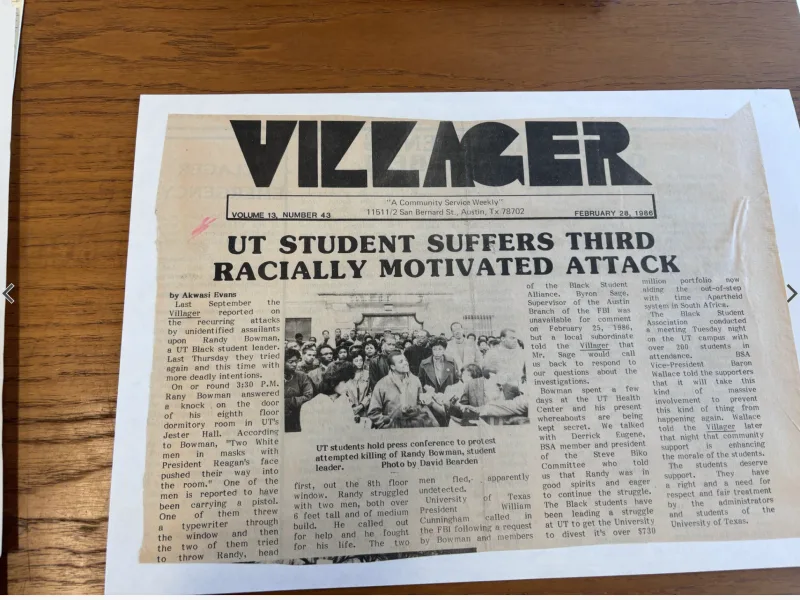 VILLAGER
"A Community Service Weekly"
VOLUME 13, NUMBER 43
11511/2 San Bernard St., Austin, Tx 78702
FEBRUARY 28, 1986
UT STUDENT SUFFERS THIRD
RACIALLY MOTIVATED ATTACK
by Akwasi Evans
Last September the
Villager reported on
the recurring attacks
by unidentified assailants
upon Randy Bowman,
a UT Black student leader.
Last Thursday they tried
again and this time with
more deadly intentions.
On or round 3:30 P.M.
Rany Bowman answered
a knock on the door
of his eighth floor
dormitory room in UT's
Jester Hall. According
to Bowman, "Two White
men in masks with
President Reagan's face
pushed their way into
the room." One of the
men is reported to have
been carrying a pistol.
One of them threw
a typewriter through
the window and then
the two of them tried
to throw Randy, head
UT students hold press conference to protest
attempted killing of Randy Bowman, student
leader. Photo by David Bearden
first, out the 8th floor
window. Randy struggled
with two men, both over
6 feet tall and of medium
build. He called out
for help and he fought
for his life. The two
men fled, apparently
undetected.
University of Texas
President William
Cunningham called in
the FBI following a request
by Bowman and members
of the Black Student
Alliance. Byron Sage,
Supervisor of the Austin
Branch of the FBI was
unavailable for comment
on February 25, 1986,
but a local subordinate
told the Villager that
Mr. Sage would call
us back to respond to
our questions about the
investigations.
Bowman spent a few
days at the UT Health
Center and his present
whereabouts are being
kept secret. We talked
with Derrick Eugene,
BSA member and president
of the Steve Biko
Committee who told
us that Randy was in
good spirits and eager
to continue the struggle.
The Black students have
been leading a struggle
at UT to get the University
to divest it's over $730
million portfolio now
aiding the out-of-step
with time Apartheid
system in South Africa.
The Black Student
Association conducted
a meeting Tuesday night
on the UT campus with
over 200 students in
attendance. BSA
Vice-President Baron
Wallace told the supporters
that it will take this
kind of massive
involvement to prevent
this kind of thing from
happening again. Wallace
told the Villager later
that night that community
support is enhancing
the morale of the students.
The students deserve
support. They have
a right and a need for
respect and fair treatment
by the administrators
and students of the
University of Texas.